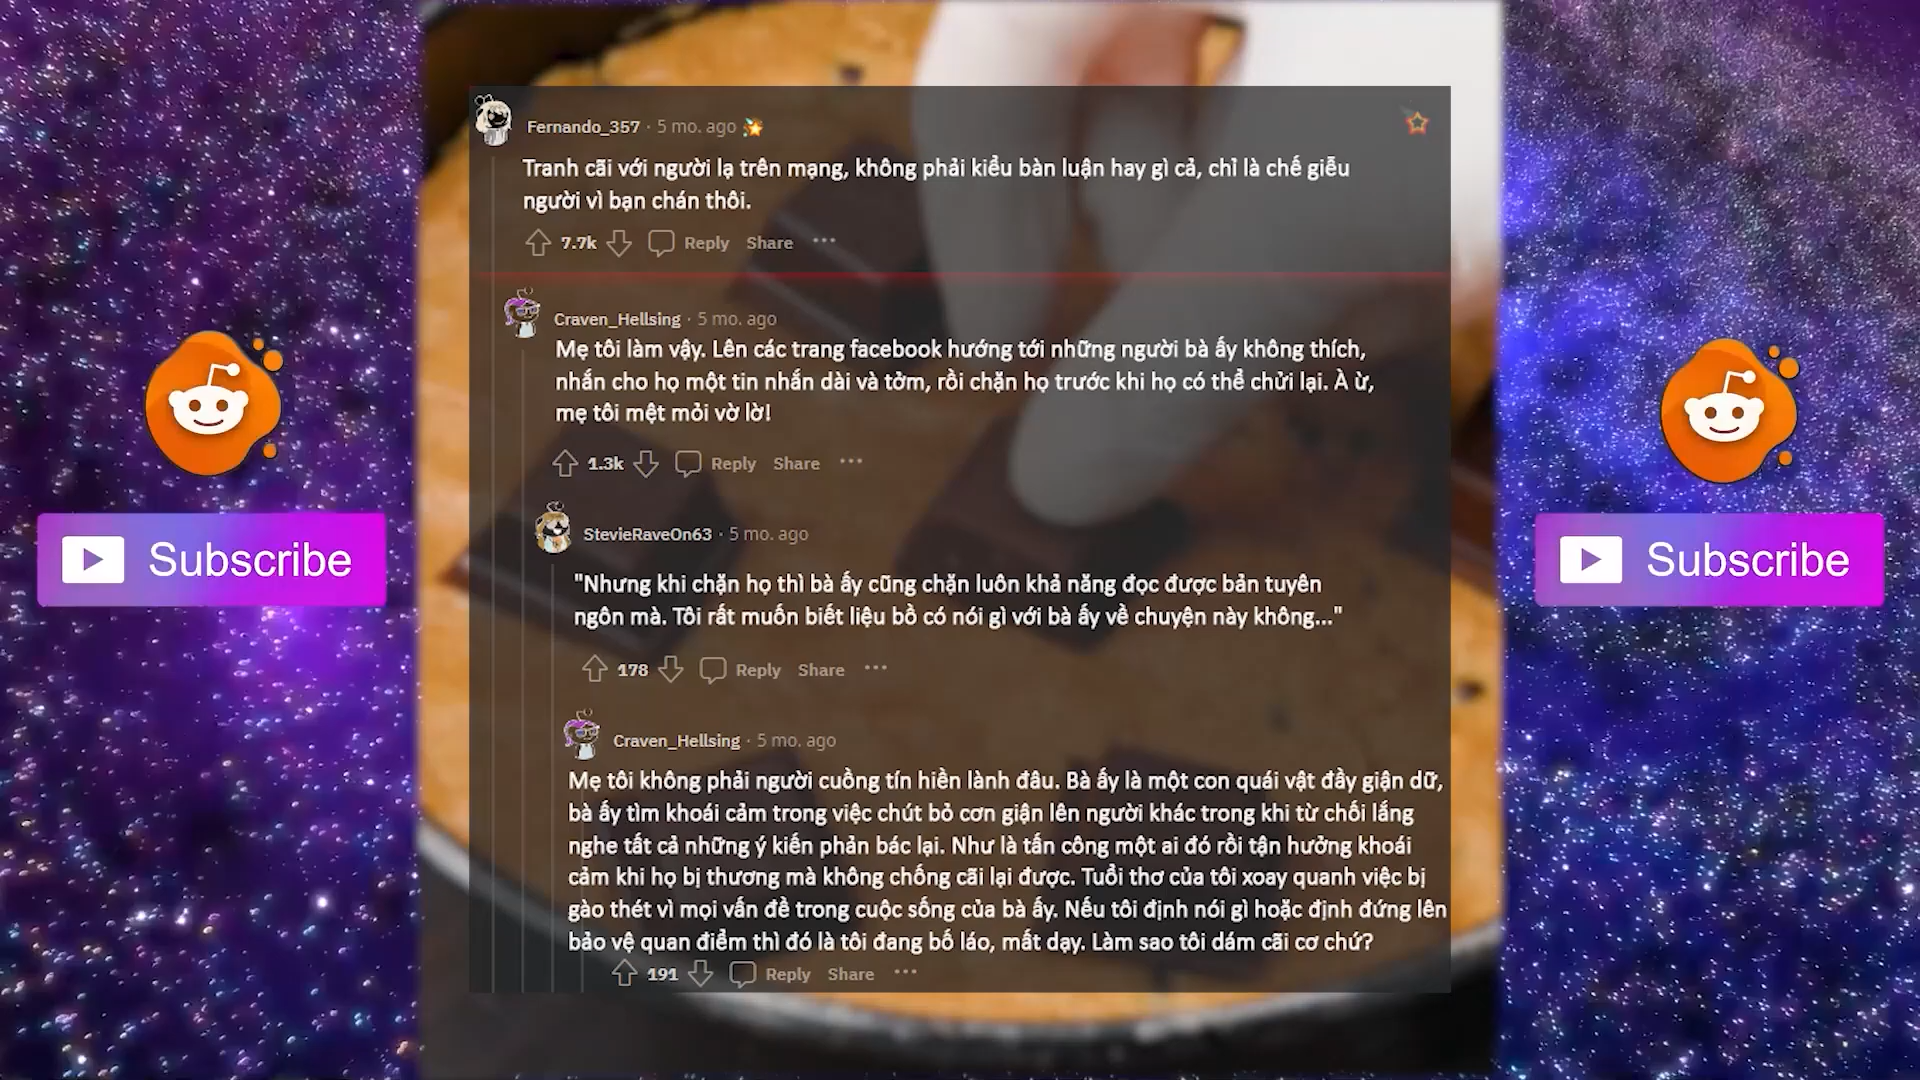 Fernando_357 · 5 mo. ago
Tranh cãi với người lạ trên mạng, không phải kiểu bàn luận hay gì cả, chỉ là chế giễu
người vì bạn chán thôi.
7.7k Reply Share ···
Craven_Hellsing · 5 mo. ago
Mẹ tôi làm vậy. Lên các trang facebook hướng tới những người bà ấy không thích,
nhắn cho họ một tin nhắn dài và tởm, rồi chặn họ trước khi họ có thể chửi lại. À ừ,
mẹ tôi mệt mỏi vờ lờ!
1.3k Reply Share ···
StevieRaveOn63 · 5 mo. ago
"Nhưng khi chặn họ thì bà ấy cũng chặn luôn khả năng đọc được bản tuyên
ngôn mà. Tôi rất muốn biết liệu bồ có nói gì với bà ấy về chuyện này không..."
178 Reply Share ···
Craven_Hellsing · 5 mo. ago
Mẹ tôi không phải người cuồng tín hiền lành đâu. Bà ấy là một con quái vật đầy giận dữ,
bà ấy tìm khoái cảm trong việc chút bỏ cơn giận lên người khác trong khi từ chối lắng
nghe tất cả những ý kiến phản bác lại. Như là tấn công một ai đó rồi tận hưởng khoái
cảm khi họ bị thương mà không chống cãi lại được. Tuổi thơ của tôi xoay quanh việc bị
gào thét vì mọi vấn đề trong cuộc sống của bà ấy. Nếu tôi định nói gì hoặc định đứng lên
bảo vệ quan điểm thì đó là tôi đang bố láo, mất dạy. Làm sao tôi dám cãi cơ chứ?
191 Reply Share ···
Subscribe
Subscribe